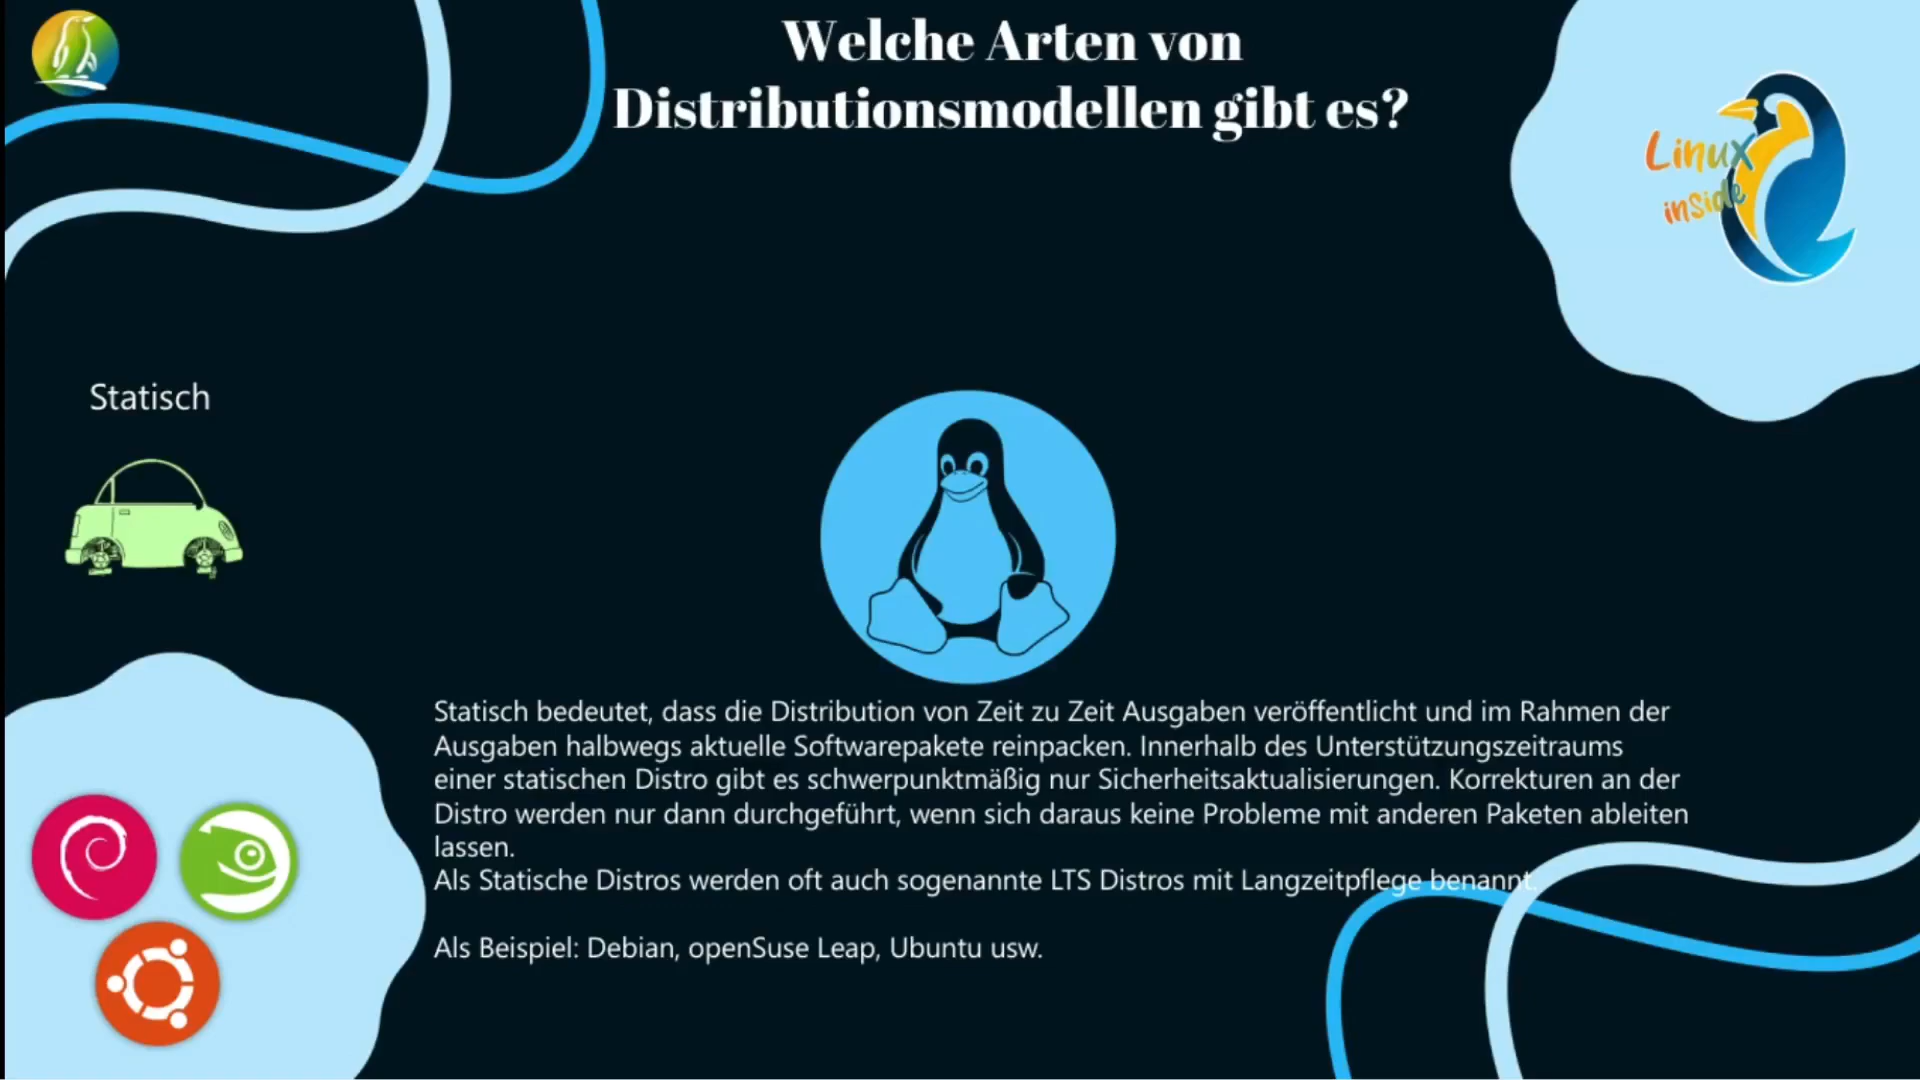 Welche Arten von
Distributionsmodellen gibt es?
Linux
inside
Statisch
Statisch bedeutet, dass die Distribution von Zeit zu Zeit Ausgaben veröffentlicht und im Rahmen der
Ausgaben halbwegs aktuelle Softwarepakete reinpacken. Innerhalb des Unterstützungszeitraums
einer statischen Distro gibt es schwerpunktmäßig nur Sicherheitsaktualisierungen. Korrekturen an der
Distro werden nur dann durchgeführt, wenn sich daraus keine Probleme mit anderen Paketen ableiten
lassen.
Als Statische Distros werden oft auch sogenannte LTS Distros mit Langzeitpflege benannt.
Als Beispiel: Debian, openSuse Leap, Ubuntu usw.